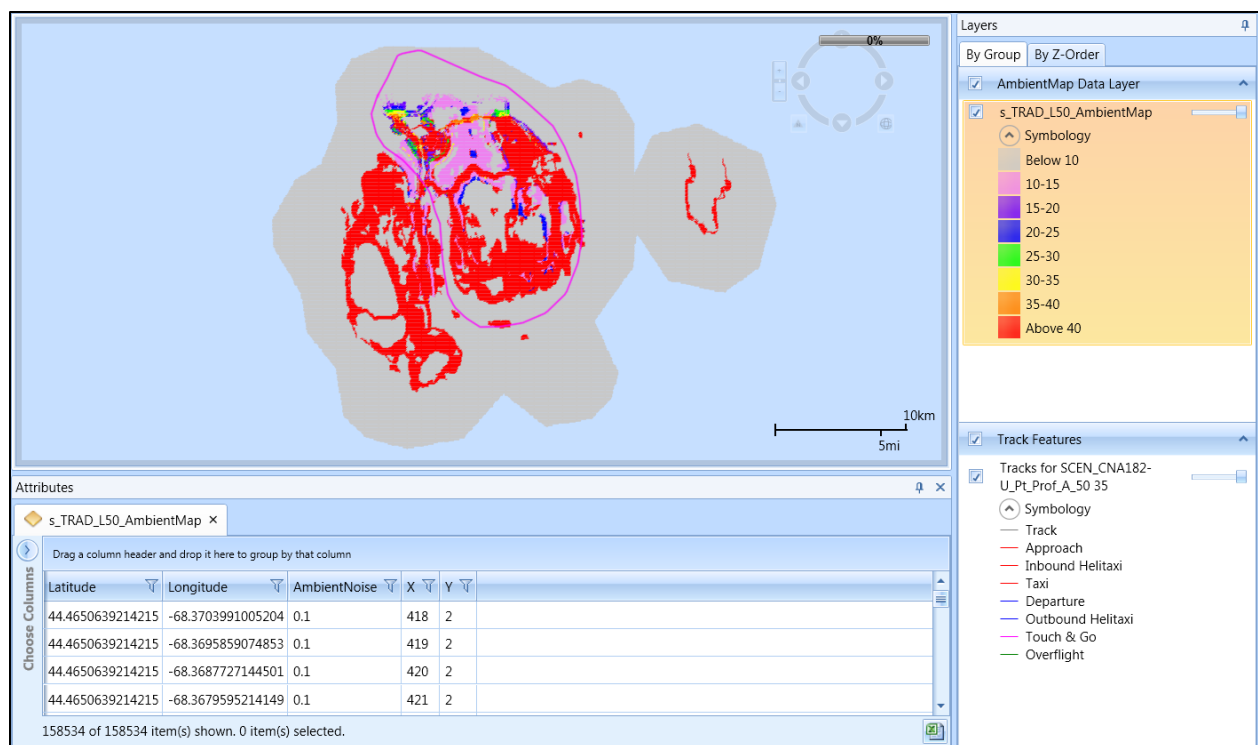 0%
10km
5mi
Layers
By Group By Z-Order
AmbientMap Data Layer
s_TRAD_L50_AmbientMap
Symbology
Below 10
10-15
15-20
20-25
25-30
30-35
35-40
Above 40
Track Features
Tracks for SCEN_CNA182-
U_Pt_Prof_A_50 35
Symbology
Track
Approach
Inbound Helitaxi
Taxi
Departure
Outbound Helitaxi
Touch & Go
Overflight
Attributes
s_TRAD_L50_AmbientMap
Choose Columns
Drag a column header and drop it here to group by that column
Latitude Longitude AmbientNoise X Y
44.4650639214215 -68.3703991005204 0.1 418 2
44.4650639214215 -68.3695859074853 0.1 419 2
44.4650639214215 -68.3687727144501 0.1 420 2
44.4650639214215 -68.3679595214149 0.1 421 2
158534 of 158534 item(s) shown. 0 item(s) selected.